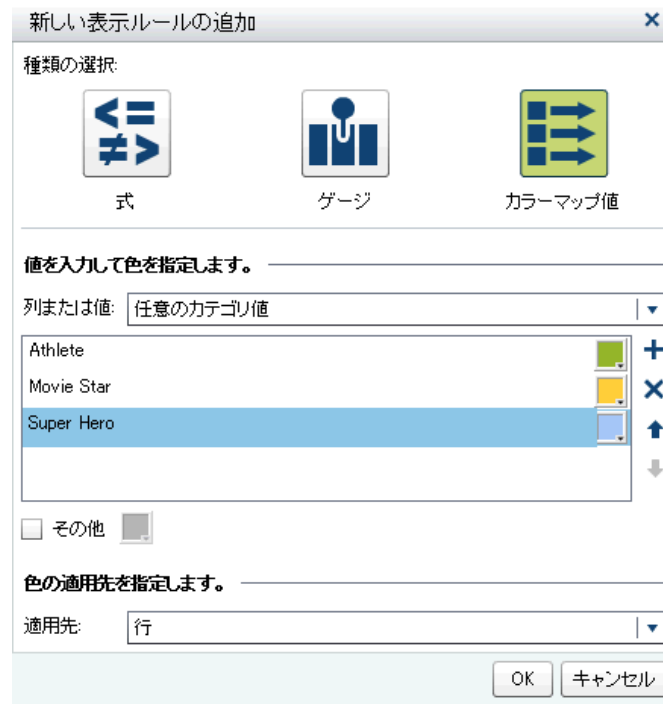 新しい表示ルールの追加
種類の選択:
式 ゲージ カラーマップ値
値を入力して色を指定します。
列または値: 任意のカテゴリ値
Athlete
Movie Star
Super Hero
その他
色の適用先を指定します。
適用先: 行
OK キャンセル